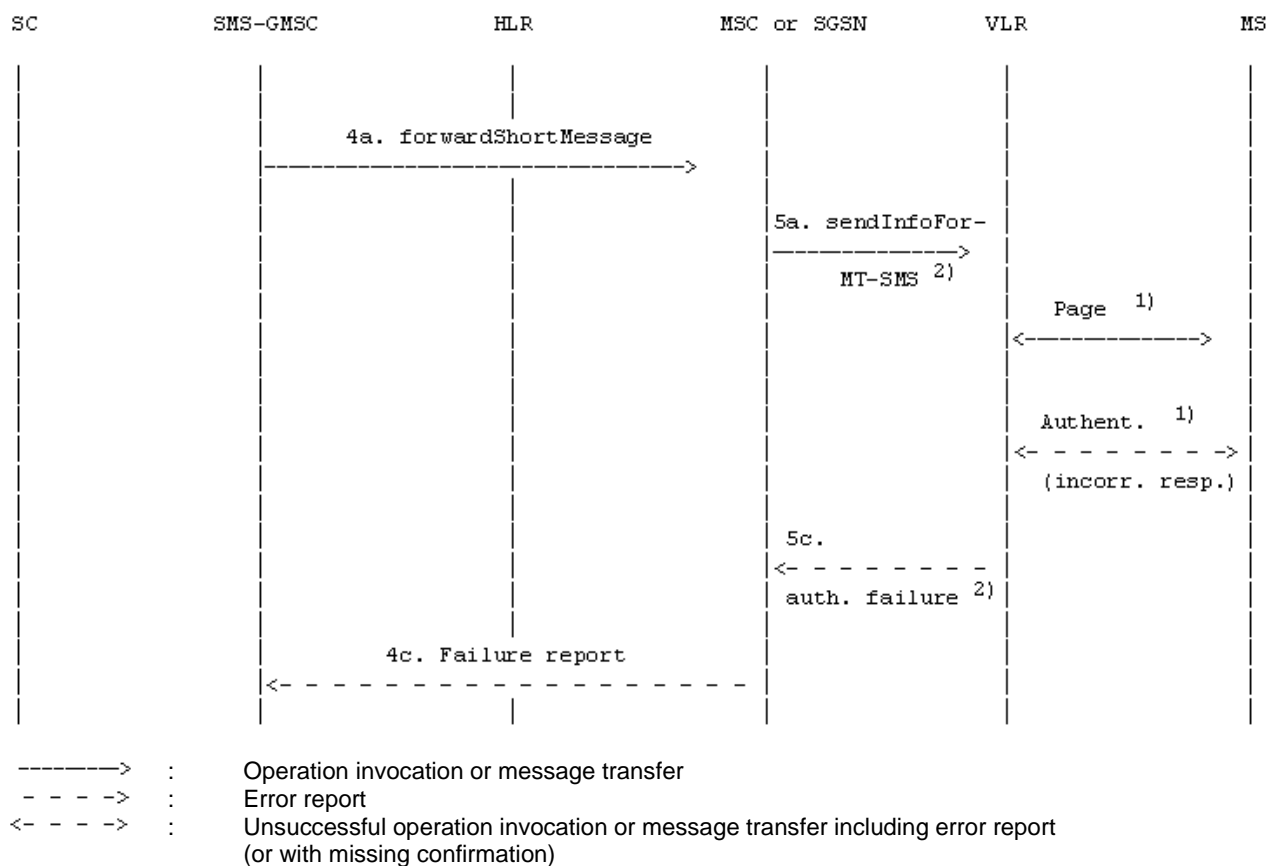 SC SMS-GMSC HLR MSC or SGSN VLR MS
4a. forwardShortMessage
5a. sendInfoFor-
MT-SMS 2)
Page 1)
Authent. 1)
(incorr. resp.)
5c.
auth. failure 2)
4c. Failure report
: Operation invocation or message transfer
: Error report
: Unsuccessful operation invocation or message transfer including error report
(or with missing confirmation)